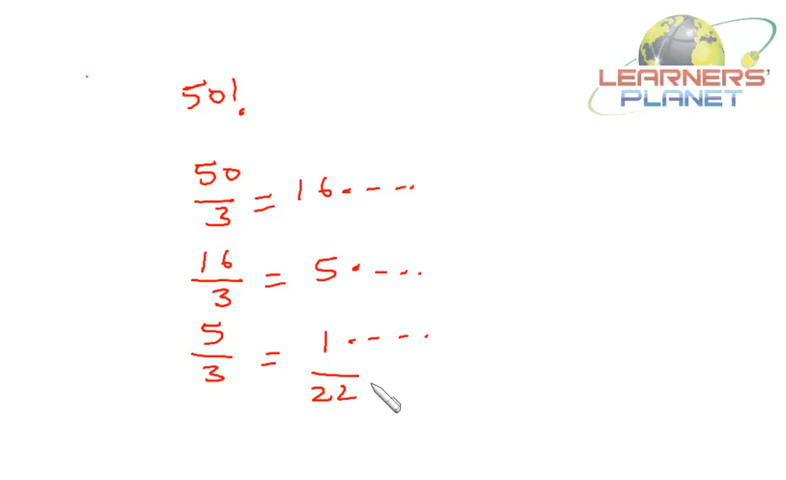 LEARNERS'
PLANET
50!
50/3 = 16.---
16/3 = 5.---
5/3 = 1.---
22